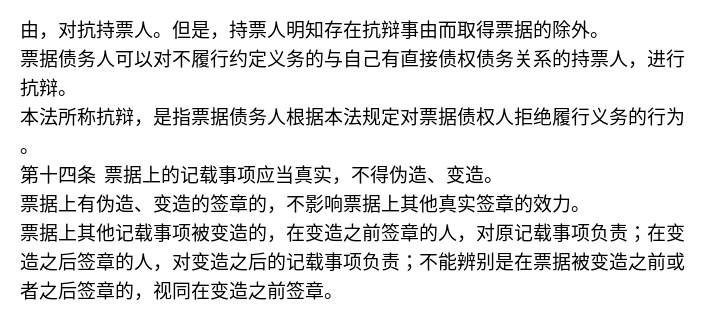 由，对抗持票人。但是，持票人明知存在抗辩事由而取得票据的除外。
票据债务人可以对不履行约定义务的与自己有直接债权债务关系的持票人，进行
抗辩。
本法所称抗辩，是指票据债务人根据本法规定对票据债权人拒绝履行义务的行为
。
第十四条 票据上的记载事项应当真实，不得伪造、变造。
票据上有伪造、变造的签章的，不影响票据上其他真实签章的效力。
票据上其他记载事项被变造的，在变造之前签章的人，对原记载事项负责；在变
造之后签章的人，对变造之后的记载事项负责；不能辨别是在票据被变造之前或
者之后签章的，视同在变造之前签章。